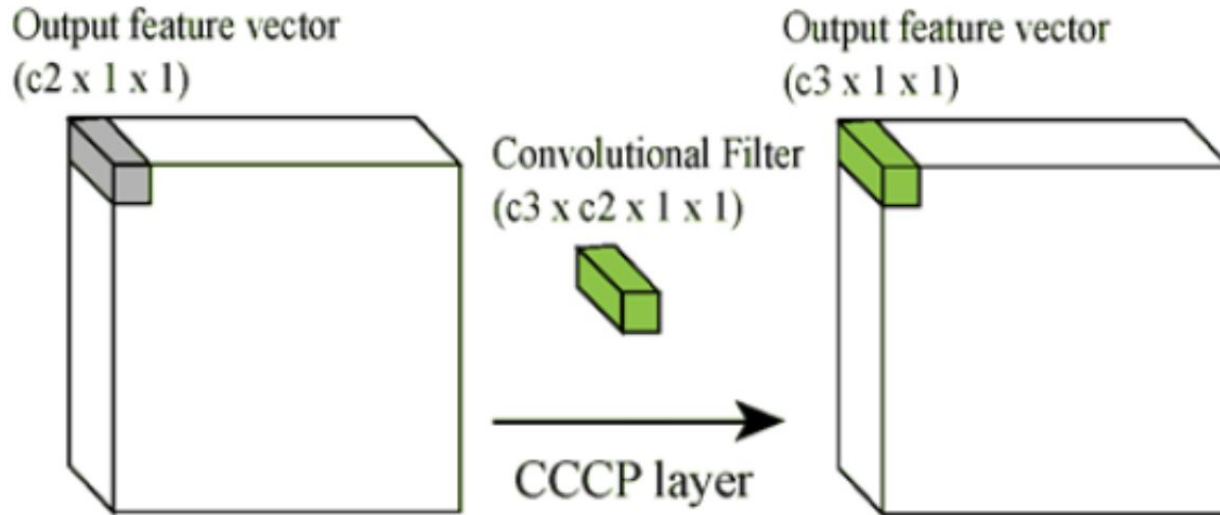 Output feature vector
(c2 x 1 x 1)
Convolutional Filter
(c3 x c2 x 1 x 1)
CCCP layer
Output feature vector
(c3 x 1 x 1)